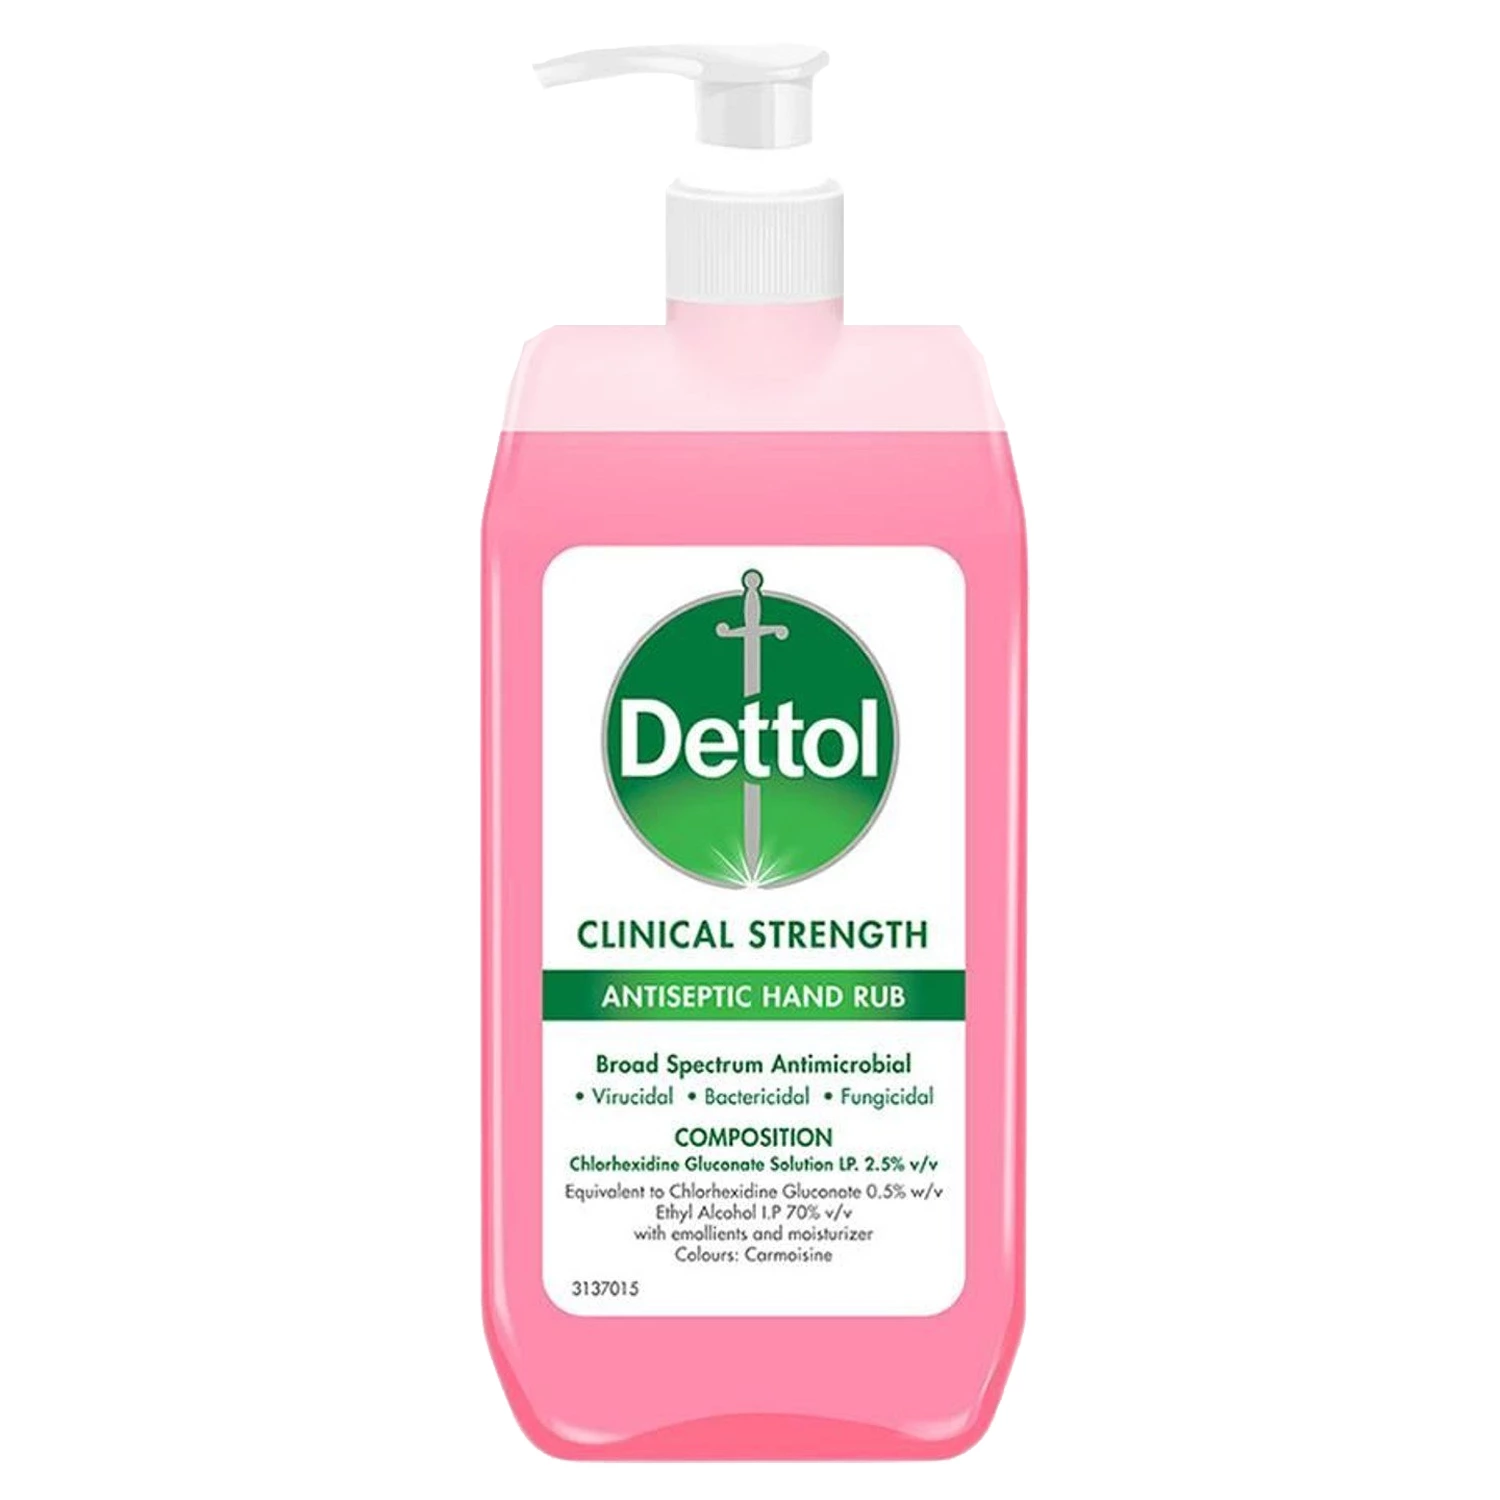 Dettol
CLINICAL STRENGTH
ANTISEPTIC HAND RUB
Broad Spectrum Antimicrobial
• Virucidal • Bactericidal • Fungicidal
COMPOSITION
Chlorhexidine Gluconate Solution I.P. 2.5% v/v
Equivalent to Chlorhexidine Gluconate 0.5% w/v
Ethyl Alcohol I.P 70% v/v
with emollients and moisturizer
Colours: Carmoisine
3137015